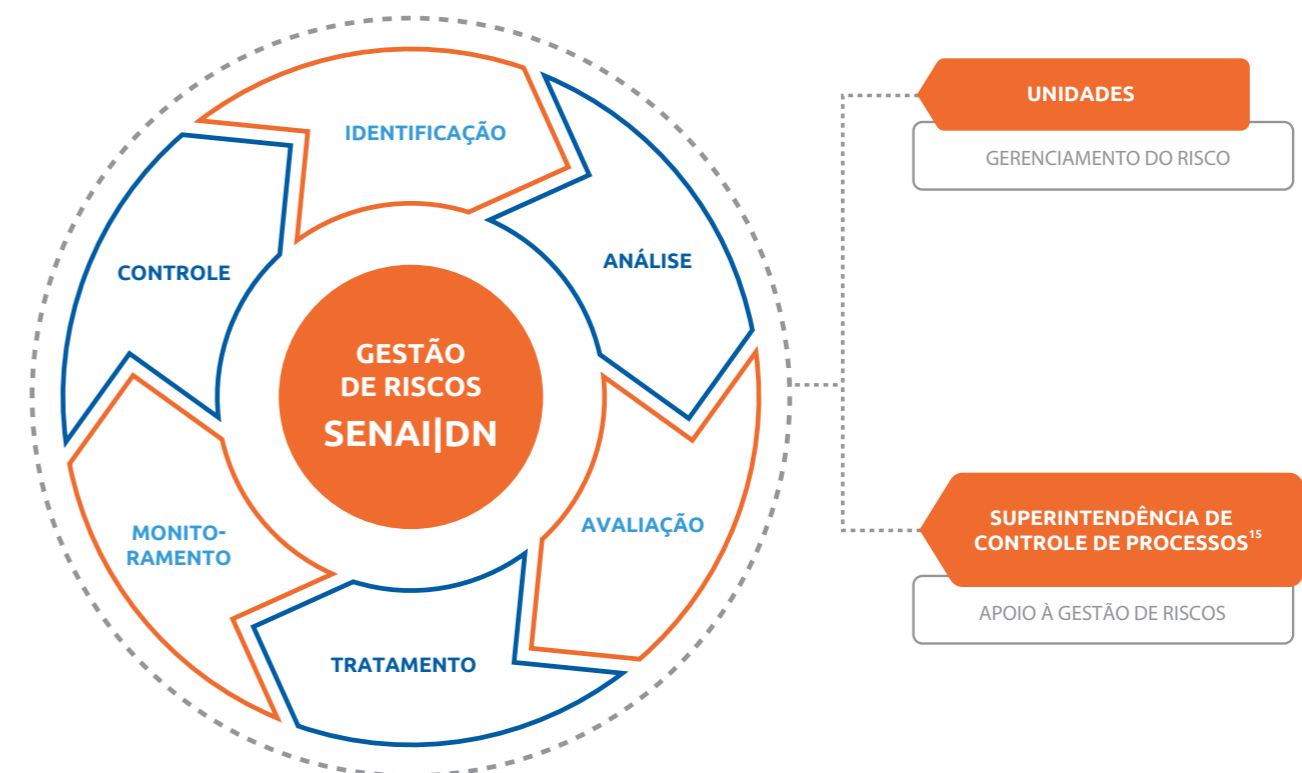 IDENTIFICAÇÃO
ANÁLISE
AVALIAÇÃO
TRATAMENTO
MONITO-
RAMENTO
CONTROLE
GESTÃO
DE RISCOS
SENAI|DN
UNIDADES
GERENCIAMENTO DO RISCO
SUPERINTENDÊNCIA DE
CONTROLE DE PROCESSOS¹⁵
APOIO À GESTÃO DE RISCOS